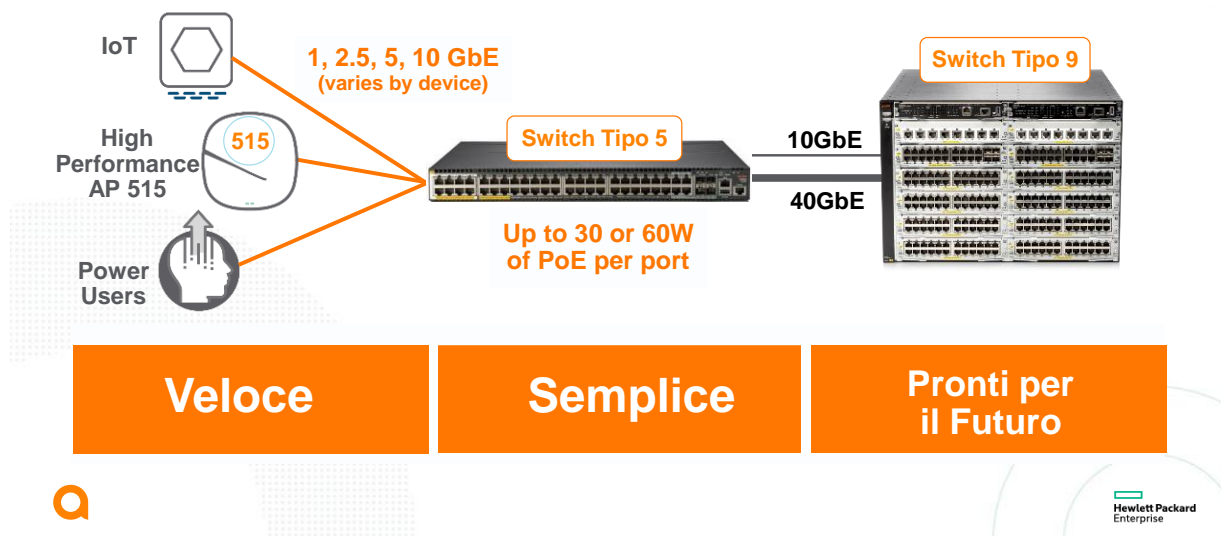 IoT
1, 2.5, 5, 10 GbE
(varies by device)
Switch Tipo 9
High
Performance
AP 515
515
Switch Tipo 5
10GbE
40GbE
Up to 30 or 60W
of PoE per port
Power
Users
Veloce
Semplice
Pronti per
il Futuro
Hewlett Packard
Enterprise